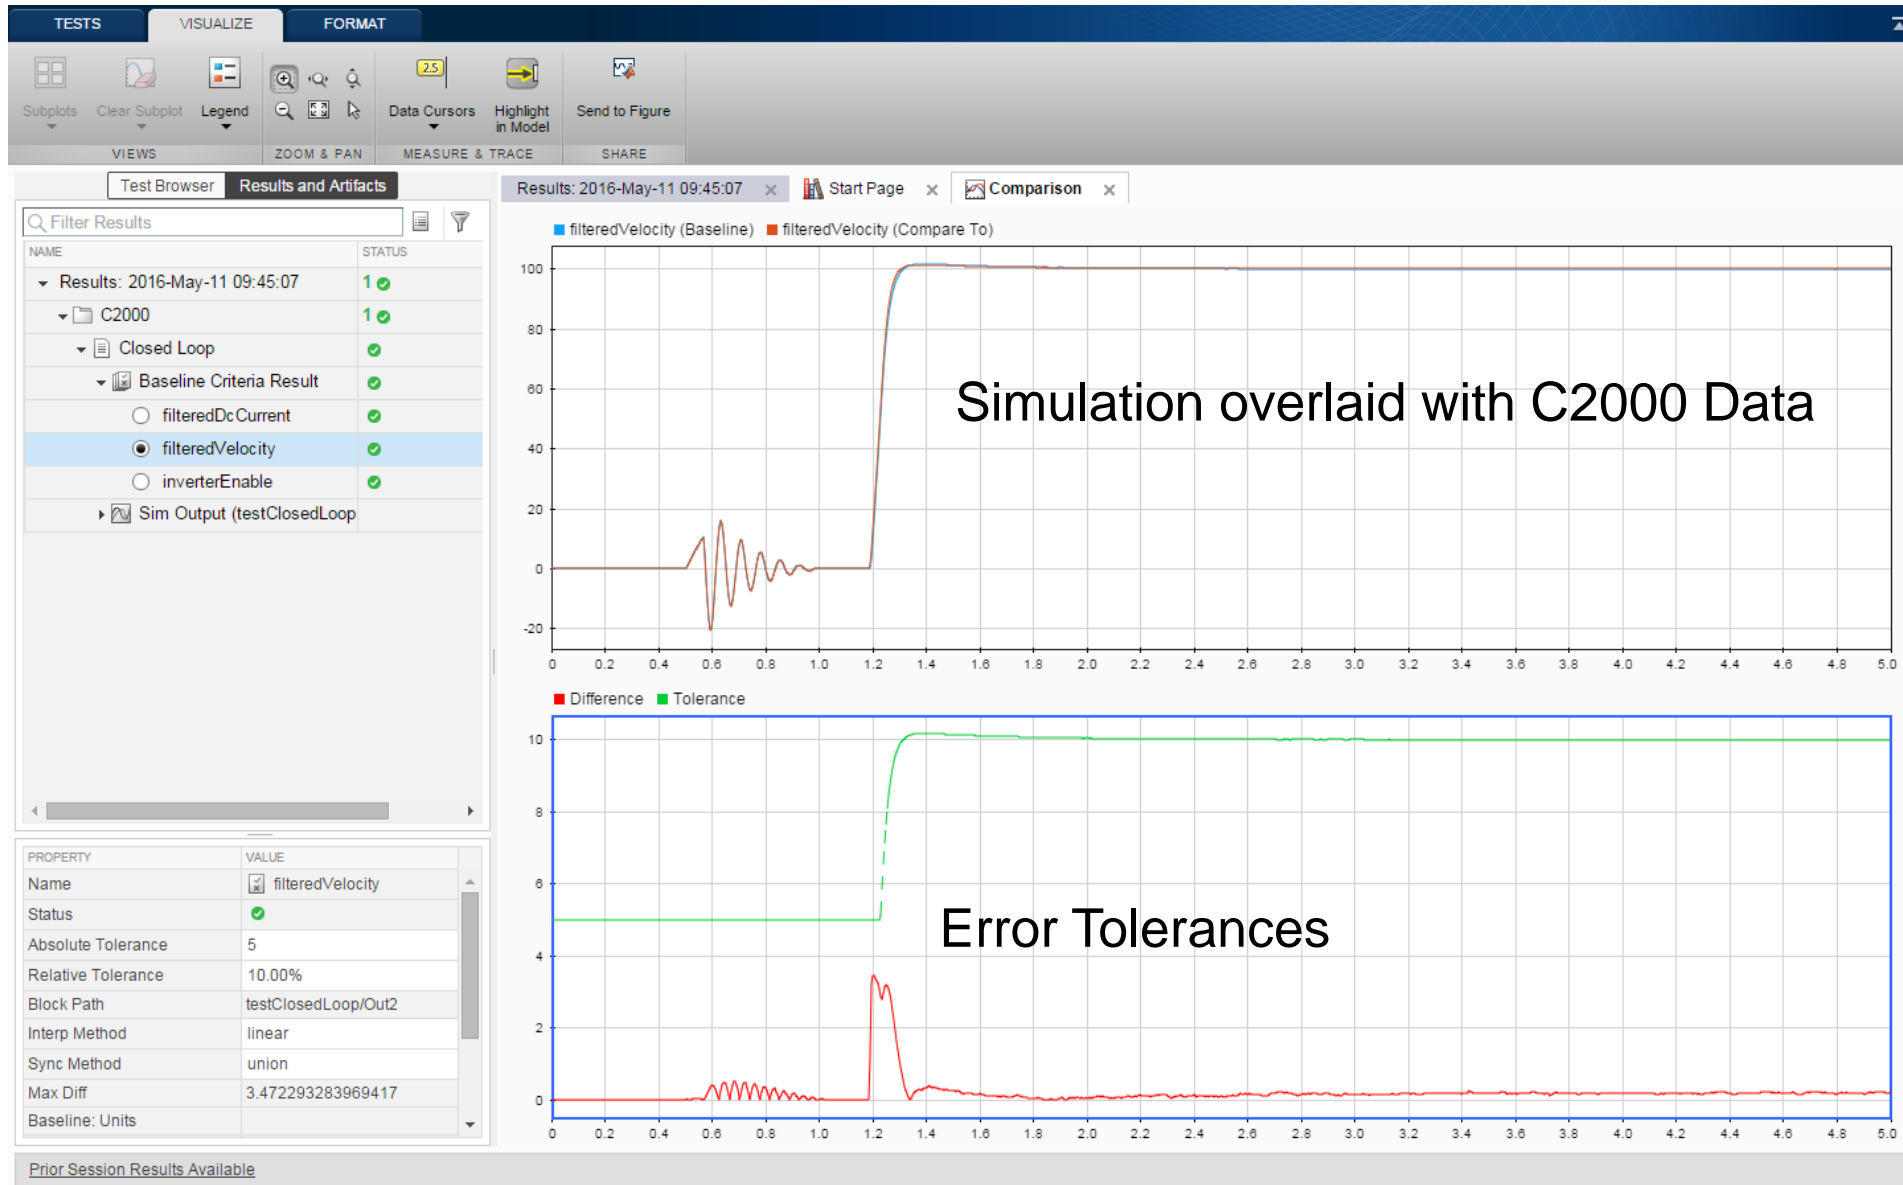 TESTS VISUALIZE FORMAT
2.5
Subplots Clear Subplot Legend Data Cursors Highlight in Model Send to Figure
VIEWS ZOOM & PAN MEASURE & TRACE SHARE
Test Browser Results and Artifacts
Filter Results
NAME STATUS
Results: 2016-May-11 09:45:07 1
C2000 1
Closed Loop
Baseline Criteria Result
filteredDcCurrent
filteredVelocity
inverterEnable
Sim Output (testClosedLoop
PROPERTY VALUE
Name filteredVelocity
Status
Absolute Tolerance 5
Relative Tolerance 10.00%
Block Path testClosedLoop/Out2
Interp Method linear
Sync Method union
Max Diff 3.472293283969417
Baseline: Units
Results: 2016-May-11 09:45:07 Start Page Comparison
filteredVelocity (Baseline) filteredVelocity (Compare To)
100
80
60
Simulation overlaid with C2000 Data
40
20
0
-20
0 0.2 0.4 0.6 0.8 1.0 1.2 1.4 1.6 1.8 2.0 2.2 2.4 2.6 2.8 3.0 3.2 3.4 3.6 3.8 4.0 4.2 4.4 4.6 4.8 5.0
Difference Tolerance
10
8
6
Error Tolerances
4
2
0
0 0.2 0.4 0.6 0.8 1.0 1.2 1.4 1.6 1.8 2.0 2.2 2.4 2.6 2.8 3.0 3.2 3.4 3.6 3.8 4.0 4.2 4.4 4.6 4.8 5.0
Prior Session Results Available